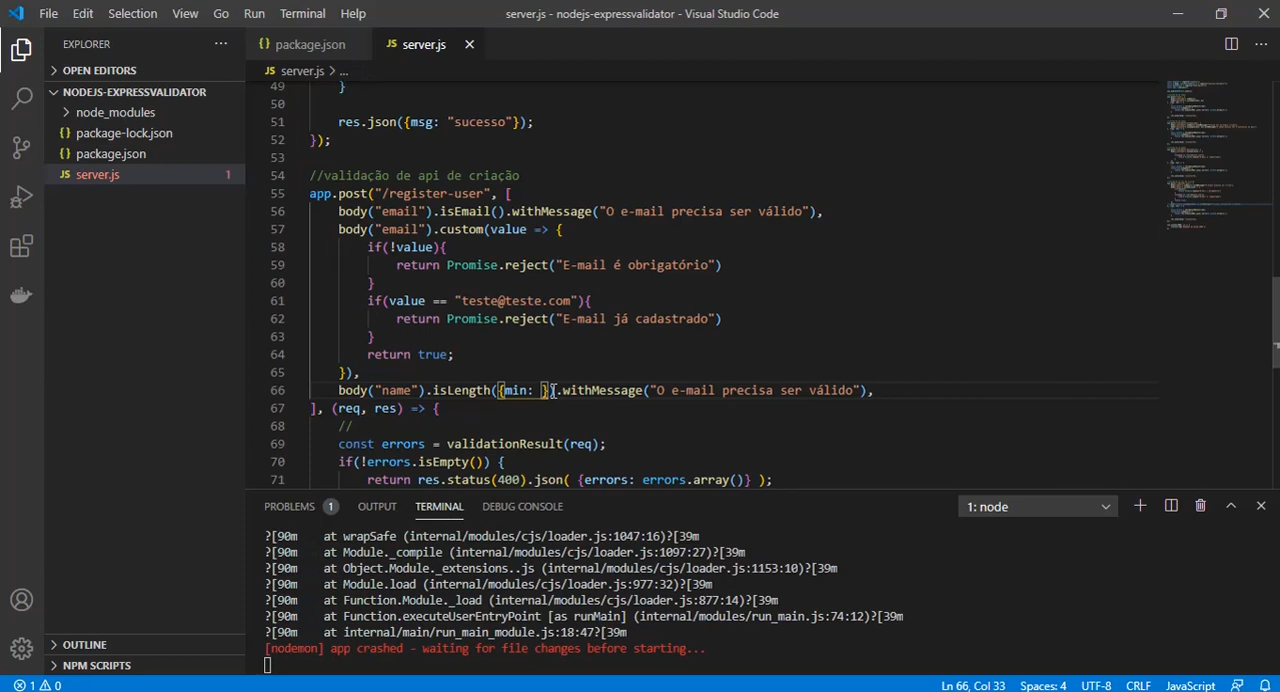 File Edit Selection View Go Run Terminal Help server.js - nodejs-expressvalidator - Visual Studio Code
EXPLORER ...
OPEN EDITORS
NODEJS-EXPRESSVALIDATOR
node_modules
{} package-lock.json
{} package.json
JS server.js 1
OUTLINE
NPM SCRIPTS
{} package.json JS server.js
JS server.js > ...
49 }
50
51 res.json({msg: "sucesso"});
52 });
53
54 //validação de api de criação
55 app.post("/register-user", [
56 body("email").isEmail().withMessage("O e-mail precisa ser válido"),
57 body("email").custom(value => {
58 if(!value){
59 return Promise.reject("E-mail é obrigatório")
60 }
61 if(value == "teste@teste.com"){
62 return Promise.reject("E-mail já cadastrado")
63 }
64 return true;
65 }),
66 body("name").isLength({min: }).withMessage("O e-mail precisa ser válido"),
67 ], (req, res) => {
68 //
69 const errors = validationResult(req);
70 if(!errors.isEmpty()) {
71 return res.status(400).json( {errors: errors.array()} );
PROBLEMS 1 OUTPUT TERMINAL DEBUG CONSOLE 1: node
?[90m at wrapSafe (internal/modules/cjs/loader.js:1047:16)?[39m
?[90m at Module._compile (internal/modules/cjs/loader.js:1097:27)?[39m
?[90m at Object.Module._extensions..js (internal/modules/cjs/loader.js:1153:10)?[39m
?[90m at Module.load (internal/modules/cjs/loader.js:977:32)?[39m
?[90m at Function.Module._load (internal/modules/cjs/loader.js:877:14)?[39m
?[90m at Function.executeUserEntryPoint [as runMain] (internal/modules/run_main.js:74:12)?[39m
?[90m at internal/main/run_main_module.js:18:47?[39m
[nodemon] app crashed - waiting for file changes before starting...
1 0 Ln 66, Col 33 Spaces: 4 UTF-8 CRLF JavaScript